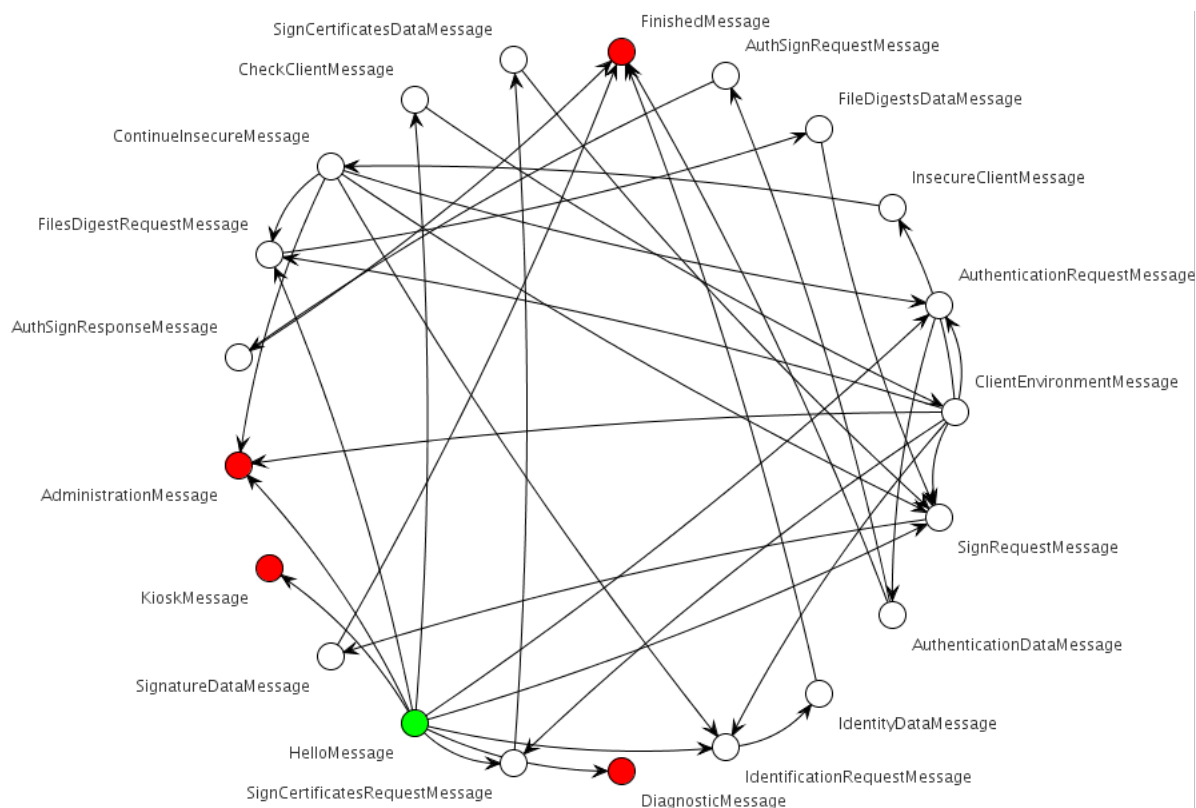 FinishedMessage
SignCertificatesDataMessage
AuthSignRequestMessage
CheckClientMessage
FileDigestsDataMessage
ContinueInsecureMessage
InsecureClientMessage
FilesDigestRequestMessage
AuthenticationRequestMessage
AuthSignResponseMessage
ClientEnvironmentMessage
AdministrationMessage
SignRequestMessage
KioskMessage
AuthenticationDataMessage
SignatureDataMessage
IdentityDataMessage
HelloMessage
IdentificationRequestMessage
SignCertificatesRequestMessage
DiagnosticMessage